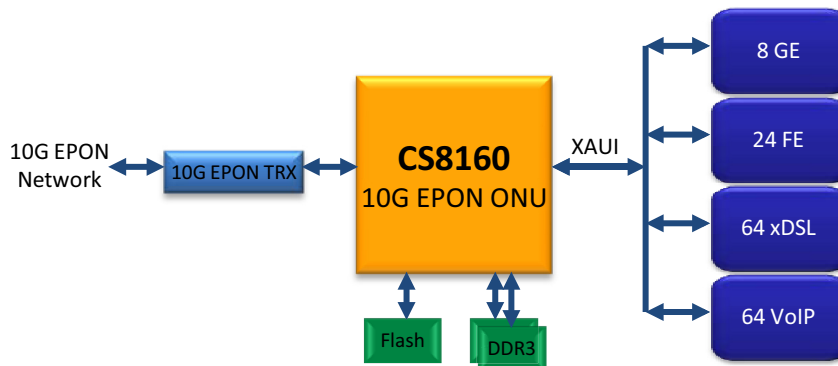 10G EPON
Network
10G EPON TRX
CS8160
10G EPON ONU
XAUI
8 GE
24 FE
64 xDSL
64 VoIP
Flash
DDR3